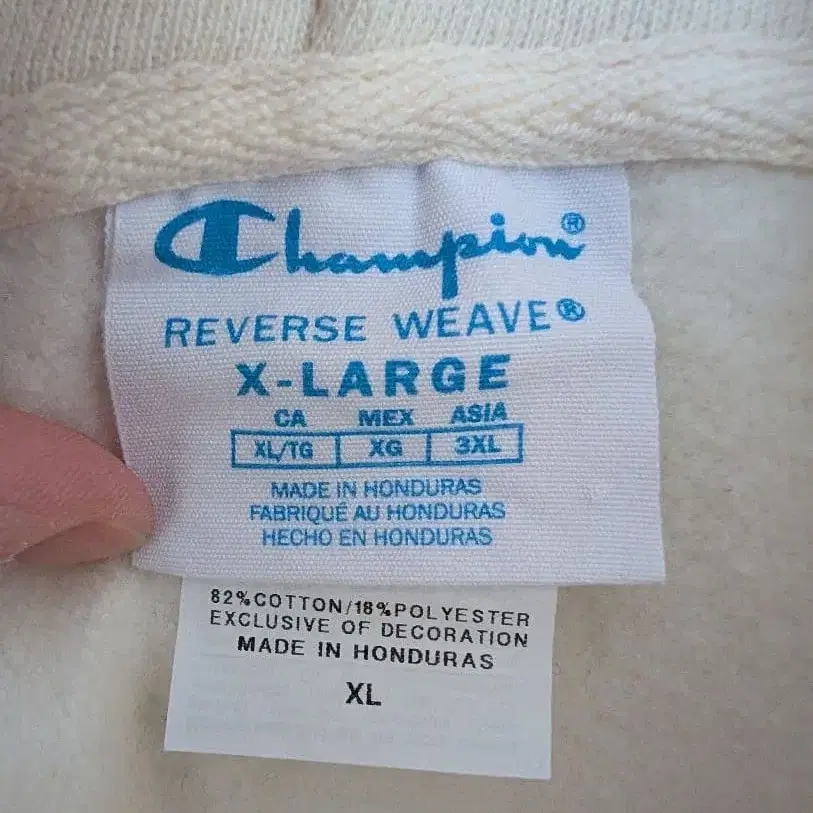 Champion®
REVERSE WEAVE®
X-LARGE
CA MEX ASIA
XL/TG XG 3XL
MADE IN HONDURAS
FABRIQUÉ AU HONDURAS
HECHO EN HONDURAS
82%COTTON/18%POLYESTER
EXCLUSIVE OF DECORATION
MADE IN HONDURAS
XL